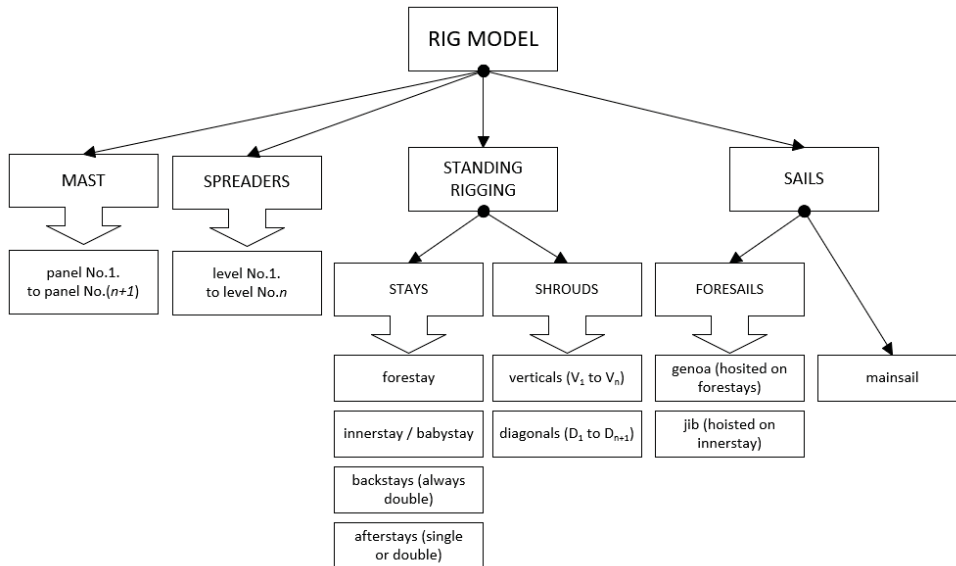 RIG MODEL
MAST
SPREADERS
STANDING
RIGGING
SAILS
panel No.1.
to panel No.(n+1)
level No.1.
to level No.n
STAYS
SHROUDS
FORESAILS
forestay
verticals (V₁ to Vₙ)
genoa (hosited on
forestays)
mainsail
innerstay / babystay
diagonals (D₁ to Dₙ₊₁)
jib (hoisted on
innerstay)
backstays (always
double)
afterstays (single
or double)